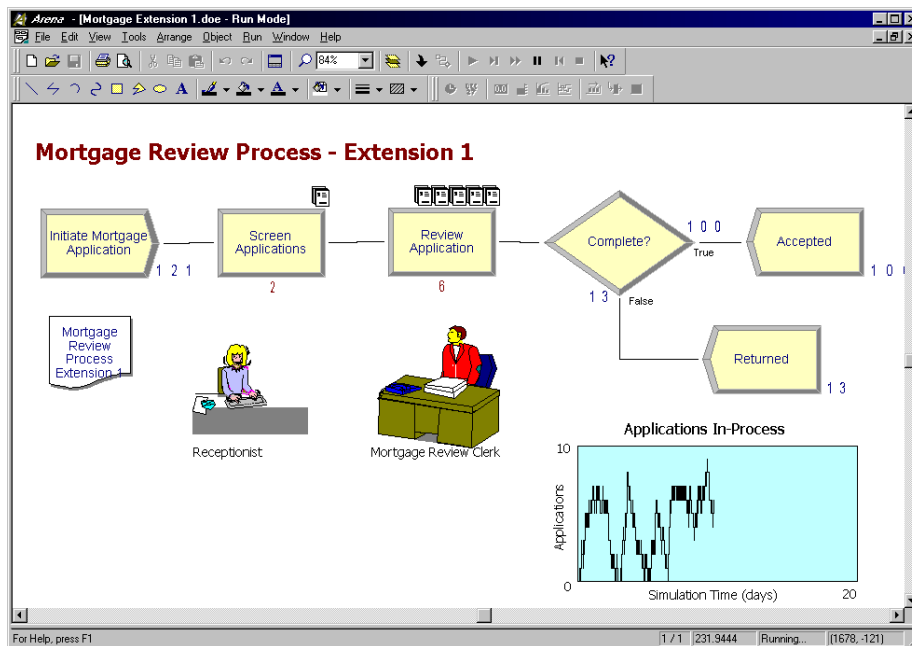 Arena - [Mortgage Extension 1.doe - Run Mode]
File Edit View Tools Arrange Object Run Window Help
84%
A A
Mortgage Review Process - Extension 1
Initiate Mortgage
Application
1 2 1
Screen
Applications
2
Review
Application
6
Complete?
1 0 0
True
1 3
False
Accepted
1 0
Returned
1 3
Mortgage
Review
Process
Extension 1
Receptionist
Mortgage Review Clerk
Applications In-Process
10
Applications
0
Simulation Time (days)
20
For Help, press F1
1 / 1
231.9444
Running...
(1678, -121)